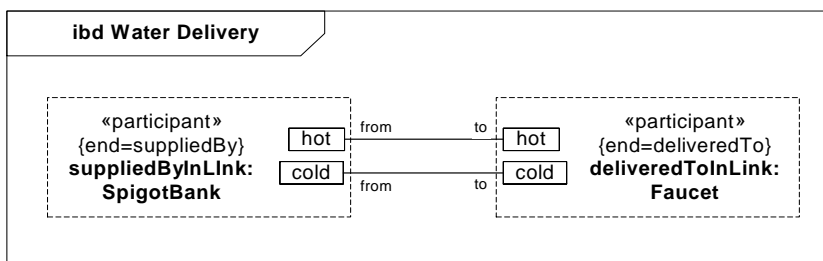 ibd Water Delivery
«participant»
{end=suppliedBy}
suppliedByInLInk:
SpigotBank
hot
cold
from
to
from
to
hot
cold
«participant»
{end=deliveredTo}
deliveredToInLink:
Faucet